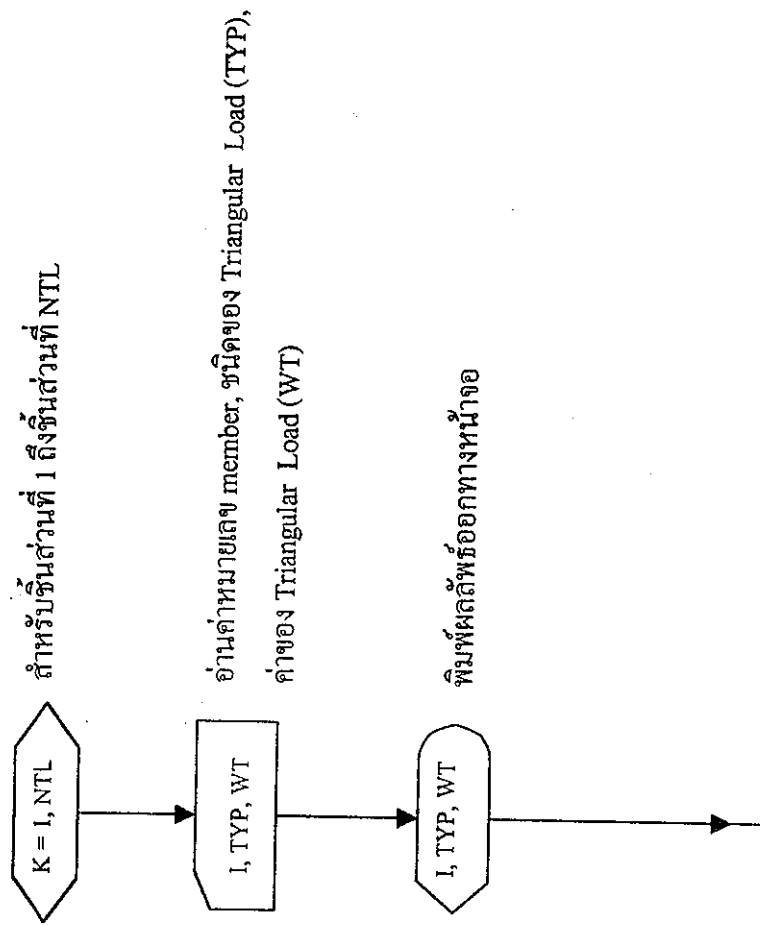 K = 1, NTL
สำหรับชิ้นส่วนที่ 1 ถึงชิ้นส่วนที่ NTL
I, TYP, WT
อ่านค่าหมายเลข member, ชนิดของ Triangular Load (TYP),
ค่าของ Triangular Load (WT)
I, TYP, WT
พิมพ์ผลลัพธ์ออกทางหน้าจอ